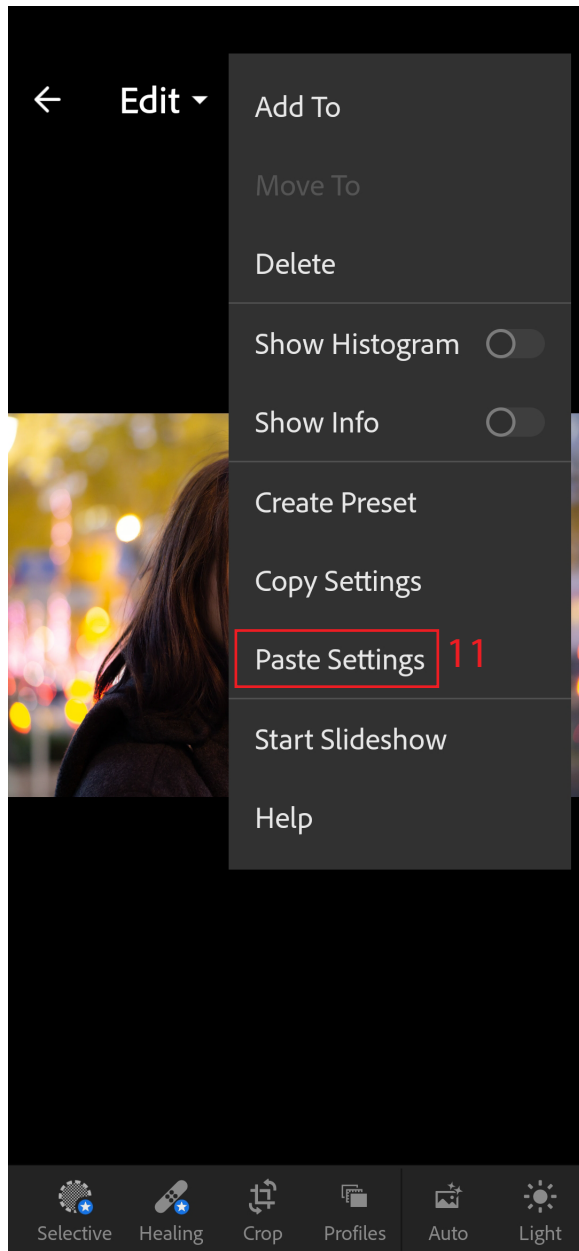 Edit
Add To
Move To
Delete
Show Histogram
Show Info
Create Preset
Copy Settings
Paste Settings 11
Start Slideshow
Help
Selective Healing Crop Profiles Auto Light